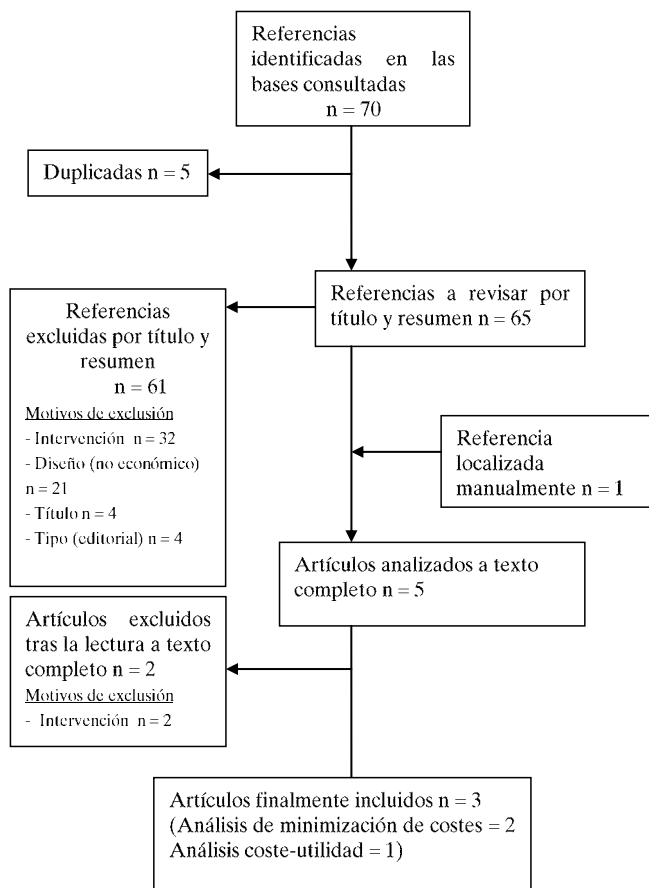 Referencias
identificadas en las
bases consultadas
n = 70
Duplicadas n = 5
Referencias a revisar por
título y resumen n = 65
Referencias
excluidas por título y
resumen
n = 61
Motivos de exclusión
- Intervención n = 32
- Diseño (no económico)
n = 21
- Título n = 4
- Tipo (editorial) n = 4
Referencia
localizada
manualmente n = 1
Artículos analizados a texto
completo n = 5
Artículos excluidos
tras la lectura a texto
completo n = 2
Motivos de exclusión
- Intervención n = 2
Artículos finalmente incluidos n = 3
(Análisis de minimización de costes = 2
Análisis coste-utilidad = 1)